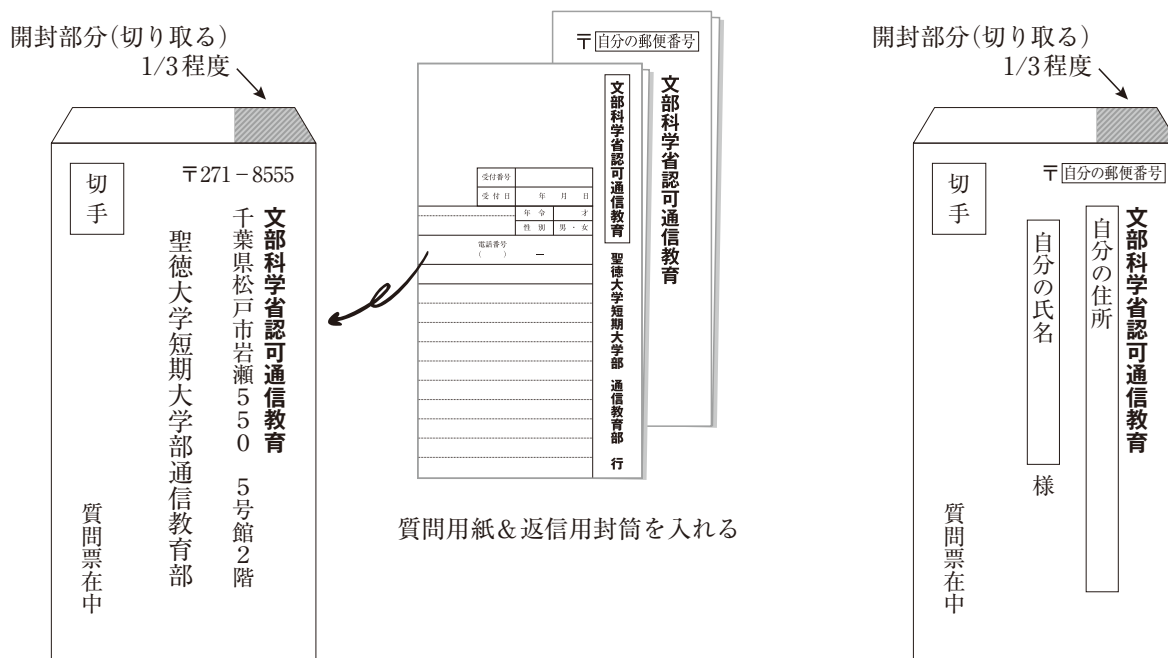 開封部分(切り取る)
1/3程度
切手
〒271−8555
文部科学省認可通信教育
千葉県松戸市岩瀬550 5号館2階
聖徳大学短期大学部通信教育部
質問票在中
〒自分の郵便番号
文部科学省認可通信教育
文部科学省認可通信教育 聖徳大学短期大学部 通信教育部 行
受付番号
受付日 年 月 日
年令 才
性別 男・女
電話番号
( ) ―
質問用紙&返信用封筒を入れる
開封部分(切り取る)
1/3程度
切手
〒自分の郵便番号
文部科学省認可通信教育
自分の住所
自分の氏名 様
質問票在中